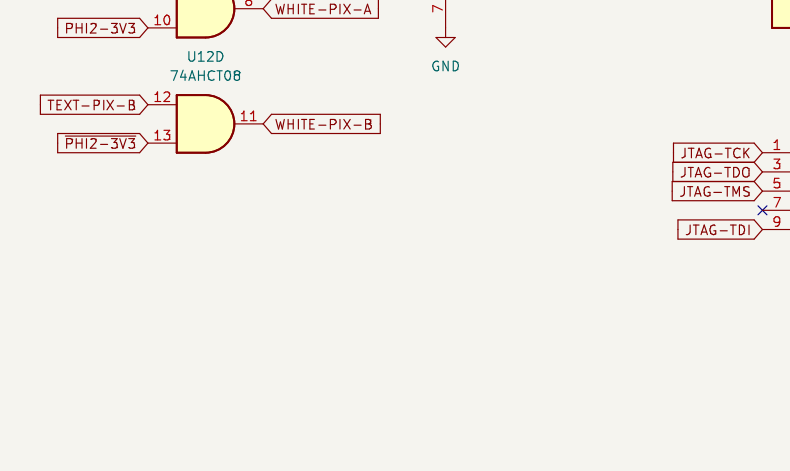 8
WHITE-PIX-A
PHI2-3V3
10
7
U12D
74AHCT08
GND
TEXT-PIX-B
12
11
WHITE-PIX-B
PHI2-3V3
13
JTAG-TCK
1
JTAG-TDO
3
JTAG-TMS
5
7
JTAG-TDI
9